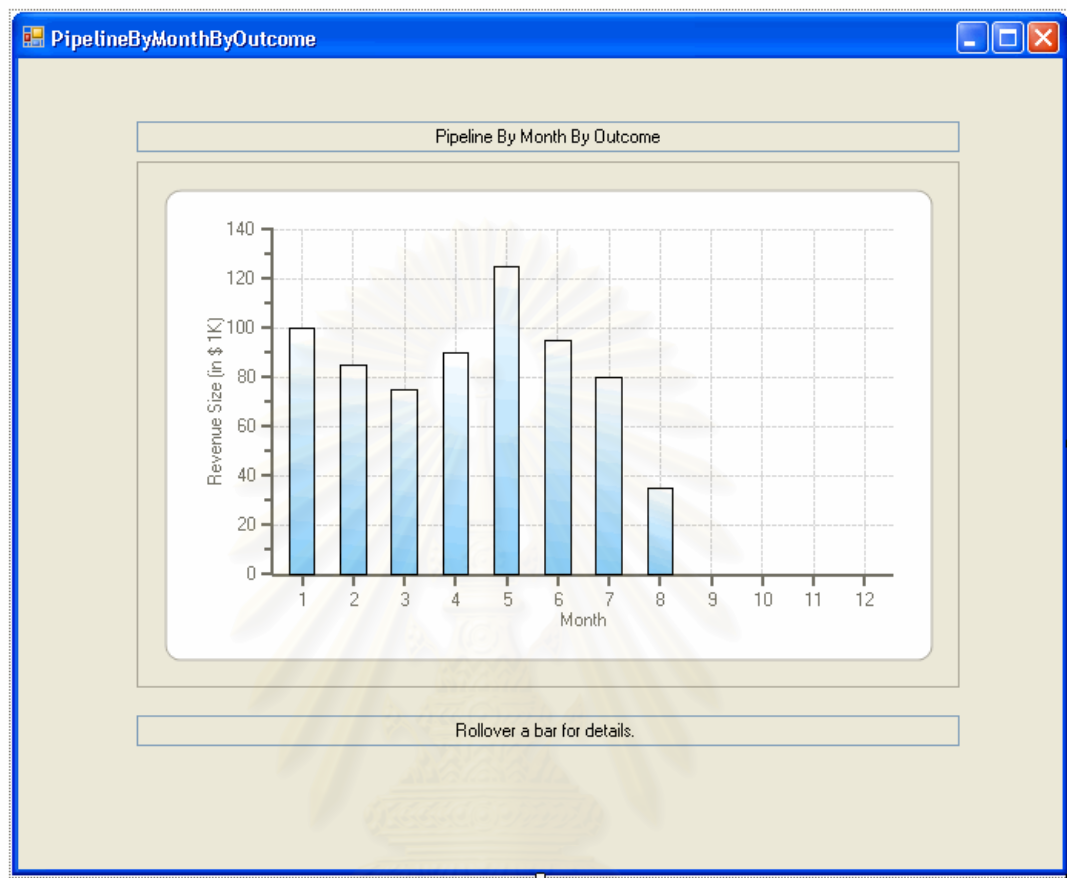 PipelineByMonthByOutcome
Pipeline By Month By Outcome
140
120
100
80
60
40
20
0
Revenue Size (in $ 1K)
1 2 3 4 5 6 7 8 9 10 11 12
Month
Rollover a bar for details.